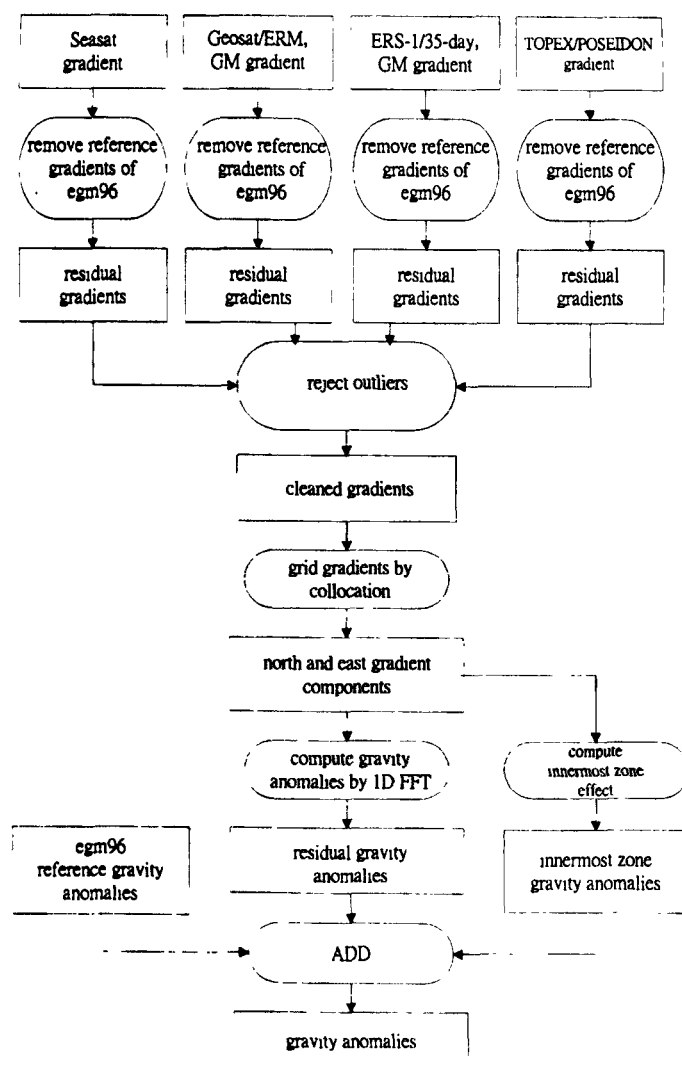 Seasat
gradient
Geosat/ERM,
GM gradient
ERS-1/35-day,
GM gradient
TOPEX/POSEIDON
gradient
remove reference
gradients of
egm96
remove reference
gradients of
egm96
remove reference
gradients of
egm96
remove reference
gradients of
egm96
residual
gradients
residual
gradients
residual
gradients
residual
gradients
reject outliers
cleaned gradients
grid gradients by
collocation
north and east gradient
components
compute gravity
anomalies by 1D FFT
compute
innermost zone
effect
egm96
reference gravity
anomalies
residual gravity
anomalies
innermost zone
gravity anomalies
ADD
gravity anomalies